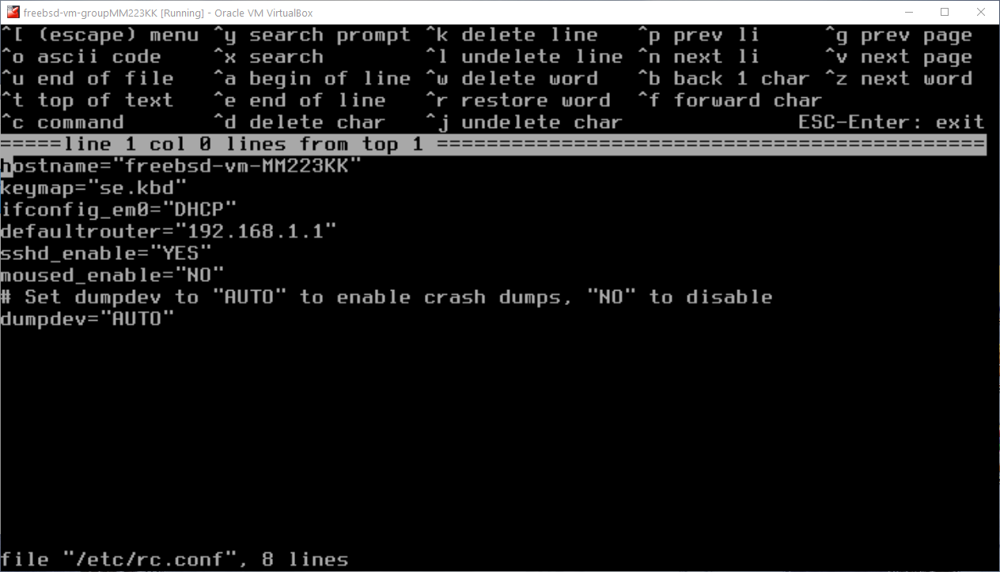 freebsd-vm-groupMM223KK [Running] - Oracle VM VirtualBox
^[ (escape) menu ^y search prompt ^k delete line ^p prev li ^g prev page
^o ascii code ^x search ^l undelete line ^n next li ^v next page
^u end of file ^a begin of line ^w delete word ^b back 1 char ^z next word
^t top of text ^e end of line ^r restore word ^f forward char
^c command ^d delete char ^j undelete char ESC-Enter: exit
=====line 1 col 0 lines from top 1 ============================================
hostname="freebsd-vm-MM223KK"
keymap="se.kbd"
ifconfig_em0="DHCP"
defaultrouter="192.168.1.1"
sshd_enable="YES"
moused_enable="NO"
# Set dumpdev to "AUTO" to enable crash dumps, "NO" to disable
dumpdev="AUTO"
file "/etc/rc.conf", 8 lines